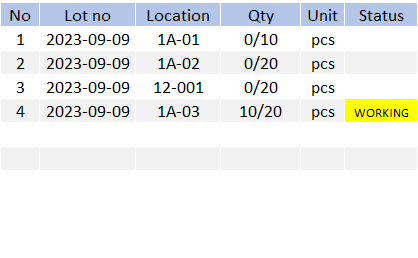 No Lot no Location Qty Unit Status
1 2023-09-09 1A-01 0/10 pcs
2 2023-09-09 1A-02 0/20 pcs
3 2023-09-09 12-001 0/20 pcs
4 2023-09-09 1A-03 10/20 pcs WORKING